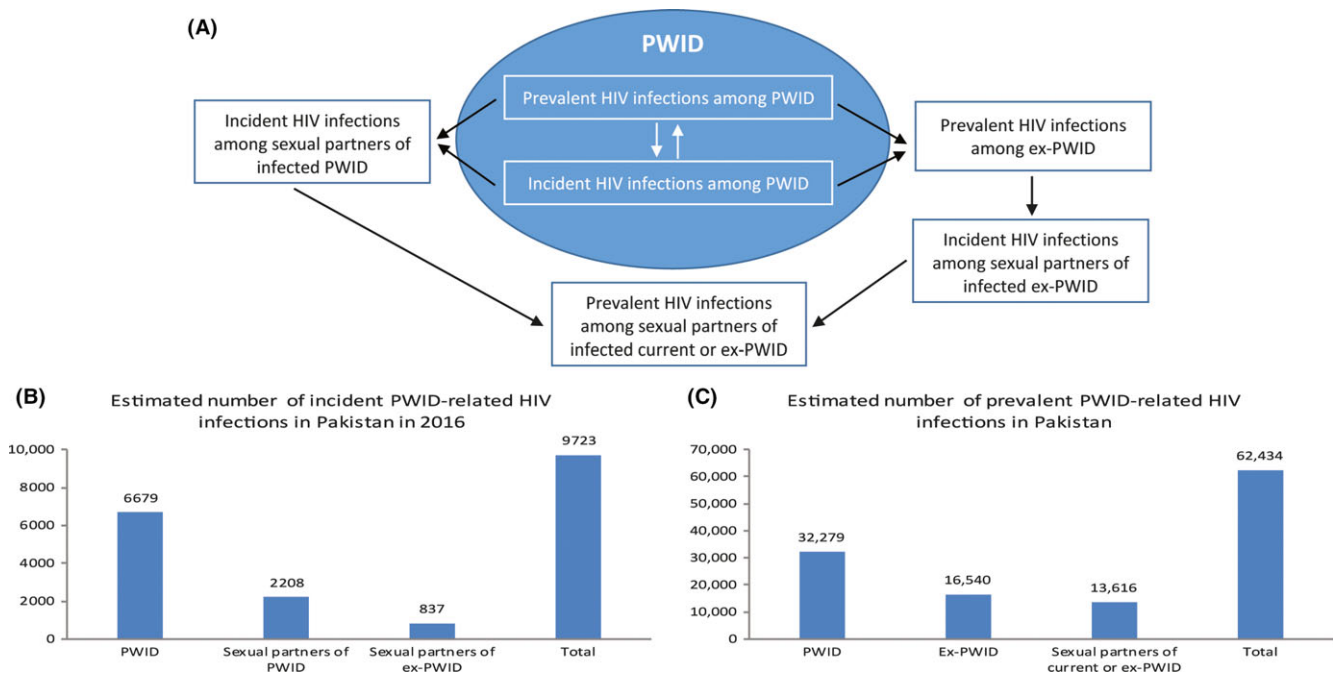 (A)
PWID
Prevalent HIV infections among PWID
Incident HIV infections among PWID
Incident HIV infections
among sexual partners of
infected PWID
Prevalent HIV infections
among ex-PWID
Incident HIV infections
among sexual partners of
infected ex-PWID
Prevalent HIV infections
among sexual partners of
infected current or ex-PWID
(B)
Estimated number of incident PWID-related HIV
infections in Pakistan in 2016
10,000
8000
6000
4000
2000
0
6679
2208
837
9723
PWID
Sexual partners of
PWID
Sexual partners of
ex-PWID
Total
(C)
Estimated number of prevalent PWID-related HIV
infections in Pakistan
70,000
60,000
50,000
40,000
30,000
20,000
10,000
0
32,279
16,540
13,616
62,434
PWID
Ex-PWID
Sexual partners of
current or ex-PWID
Total